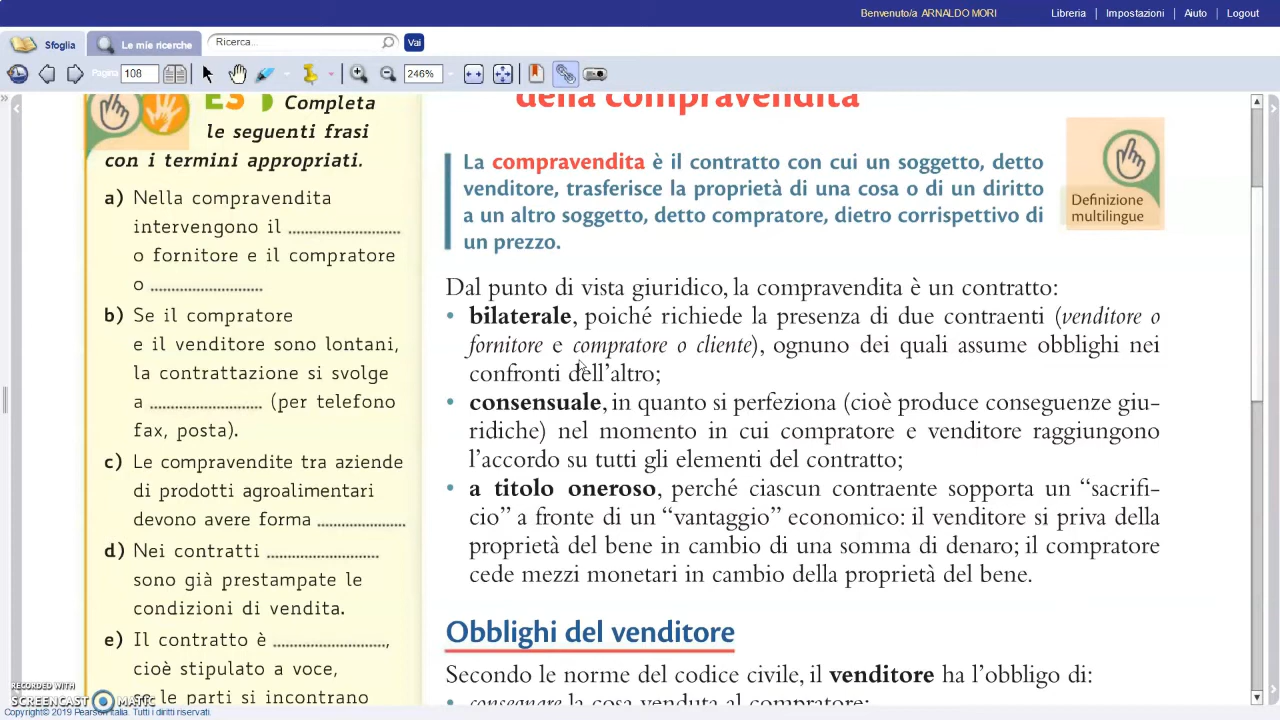 Benvenuto/a ARNALDO MORI
Libreria | Impostazioni | Aiuto | Logout
Sfoglia
Le mie ricerche
Ricerca...
Vai
Pagina 108
246%
ES Completa
le seguenti frasi
con i termini appropriati.
a) Nella compravendita
intervengono il .........................
o fornitore e il compratore
o .........................
b) Se il compratore
e il venditore sono lontani,
la contrattazione si svolge
a ......................... (per telefono
fax, posta).
c) Le compravendite tra aziende
di prodotti agroalimentari
devono avere forma ....................
d) Nei contratti .........................
sono già prestampate le
condizioni di vendita.
e) Il contratto è .........................,
cioè stipulato a voce,
se le parti si incontrano
della compravendita
La compravendita è il contratto con cui un soggetto, detto
venditore, trasferisce la proprietà di una cosa o di un diritto
a un altro soggetto, detto compratore, dietro corrispettivo di
un prezzo.
Definizione
multilingue
Dal punto di vista giuridico, la compravendita è un contratto:
• bilaterale, poiché richiede la presenza di due contraenti (venditore o
fornitore e compratore o cliente), ognuno dei quali assume obblighi nei
confronti dell'altro;
• consensuale, in quanto si perfeziona (cioè produce conseguenze giu-
ridiche) nel momento in cui compratore e venditore raggiungono
l'accordo su tutti gli elementi del contratto;
• a titolo oneroso, perché ciascun contraente sopporta un "sacrifi-
cio" a fronte di un "vantaggio" economico: il venditore si priva della
proprietà del bene in cambio di una somma di denaro; il compratore
cede mezzi monetari in cambio della proprietà del bene.
Obblighi del venditore
Secondo le norme del codice civile, il venditore ha l'obbligo di:
• consegnare la cosa venduta al compratore;
RECORDED WITH
SCREENCAST MATIC
Copyright© 2019 Pearson Italia. Tutti i diritti riservati.